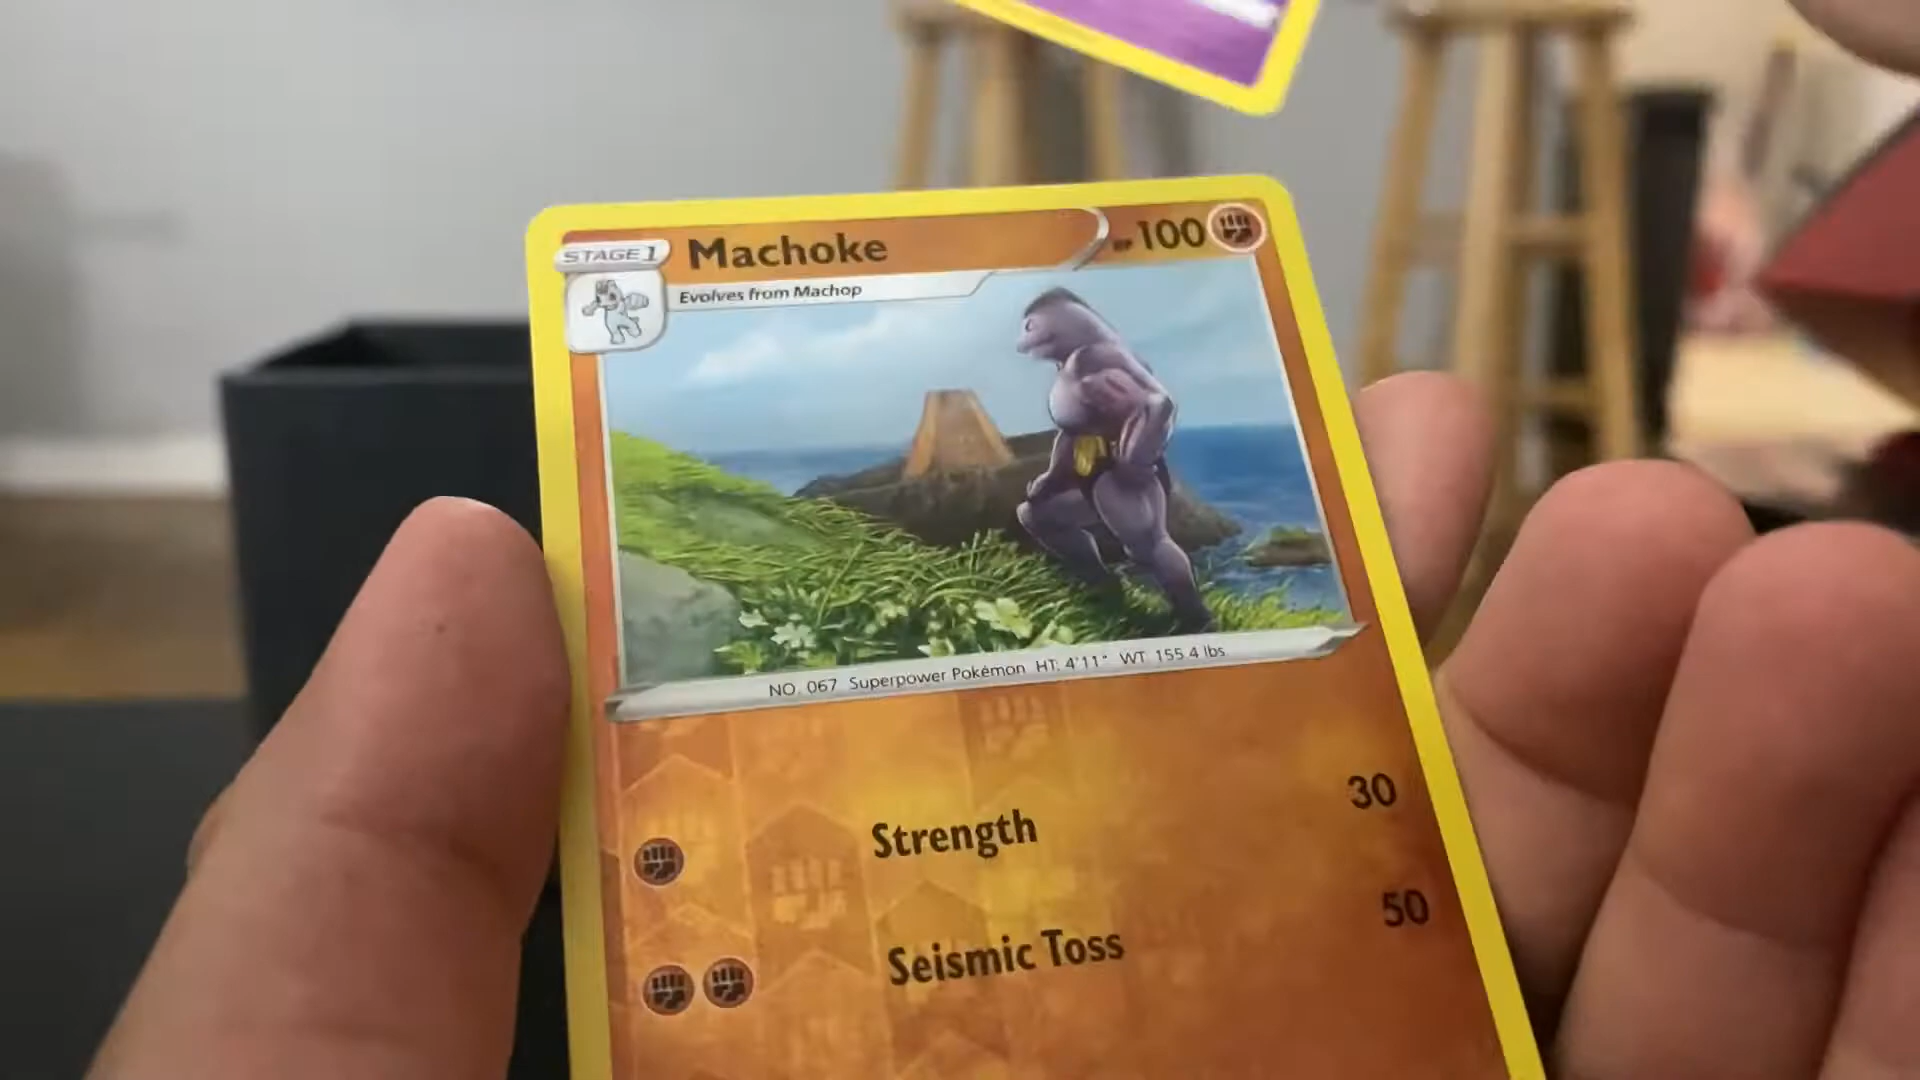 STAGE 1 Machoke HP 100
Evolves from Machop
NO. 067 Superpower Pokémon HT: 4'11" WT: 155.4 lbs.
Strength 30
Seismic Toss 50